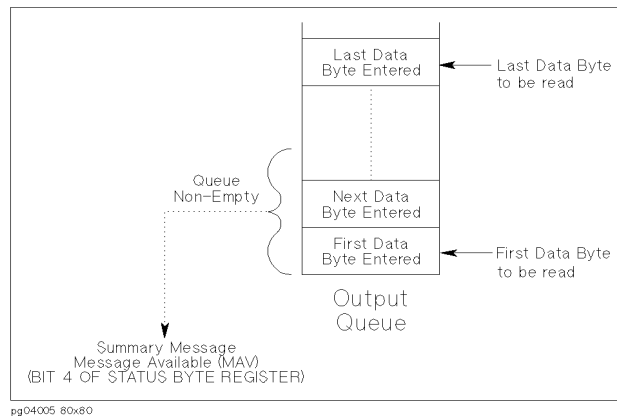 Last Data
Byte Entered
Last Data Byte
to be read
Queue
Non-Empty
Next Data
Byte Entered
First Data
Byte Entered
First Data Byte
to be read
Output
Queue
Summary Message
Message Available (MAV)
(BIT 4 OF STATUS BYTE REGISTER)
pg04005 80x80